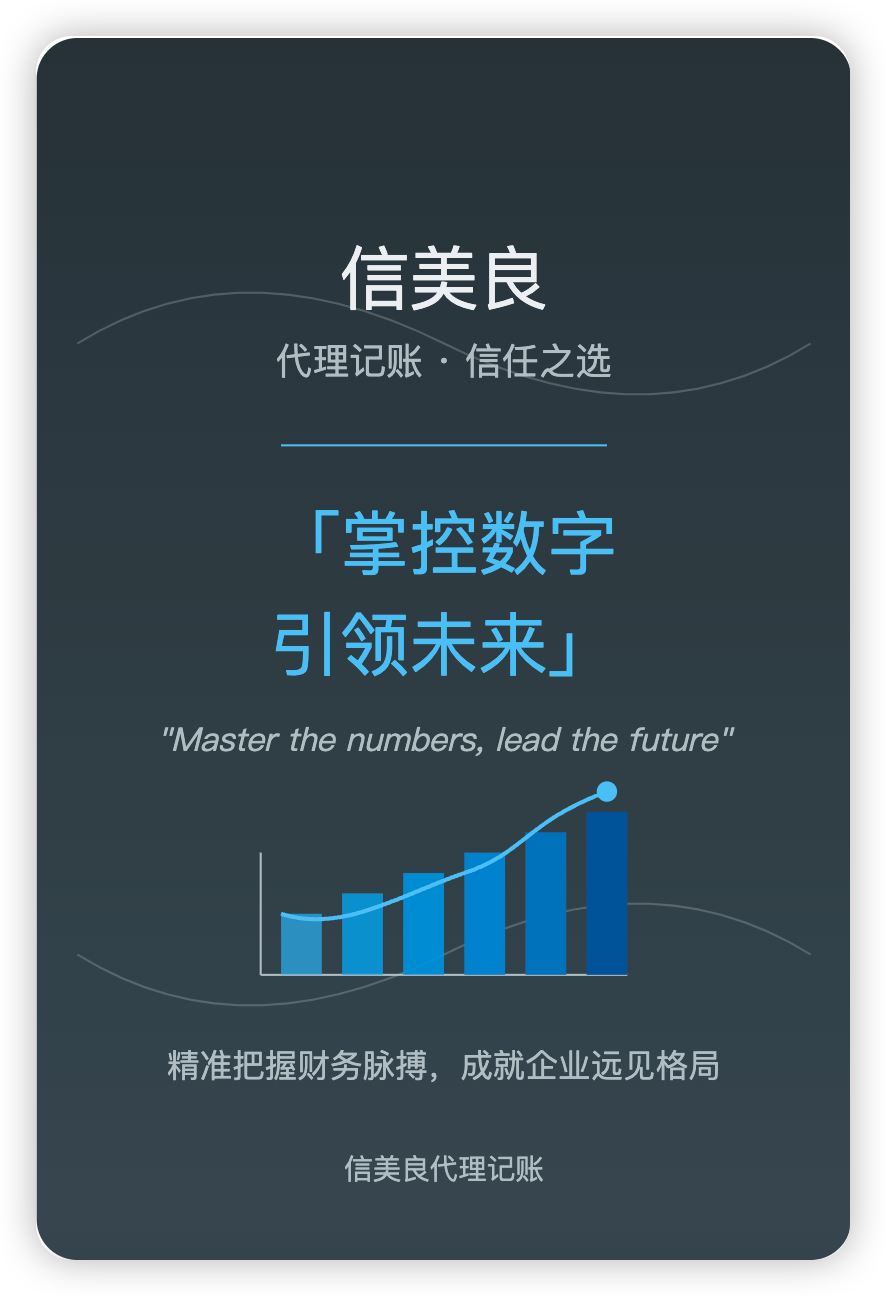 信美良
代理记账 · 信任之选
「掌控数字
引领未来」
"Master the numbers, lead the future"
精准把握财务脉搏，成就企业远见格局
信美良代理记账